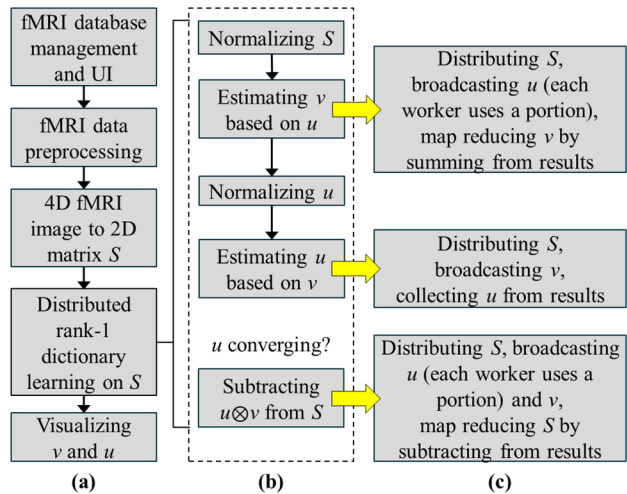 fMRI database
management
and UI
fMRI data
preprocessing
4D fMRI
image to 2D
matrix S
Distributed
rank-1
dictionary
learning on S
Visualizing
v and u
(a)
Normalizing S
Estimating v
based on u
Normalizing u
Estimating u
based on v
u converging?
Subtracting
u⊗v from S
(b)
Distributing S,
broadcasting u (each
worker uses a portion),
map reducing v by
summing from results
Distributing S,
broadcasting v,
collecting u from results
Distributing S, broadcasting
u (each worker uses a
portion) and v,
map reducing S by
subtracting from results
(c)